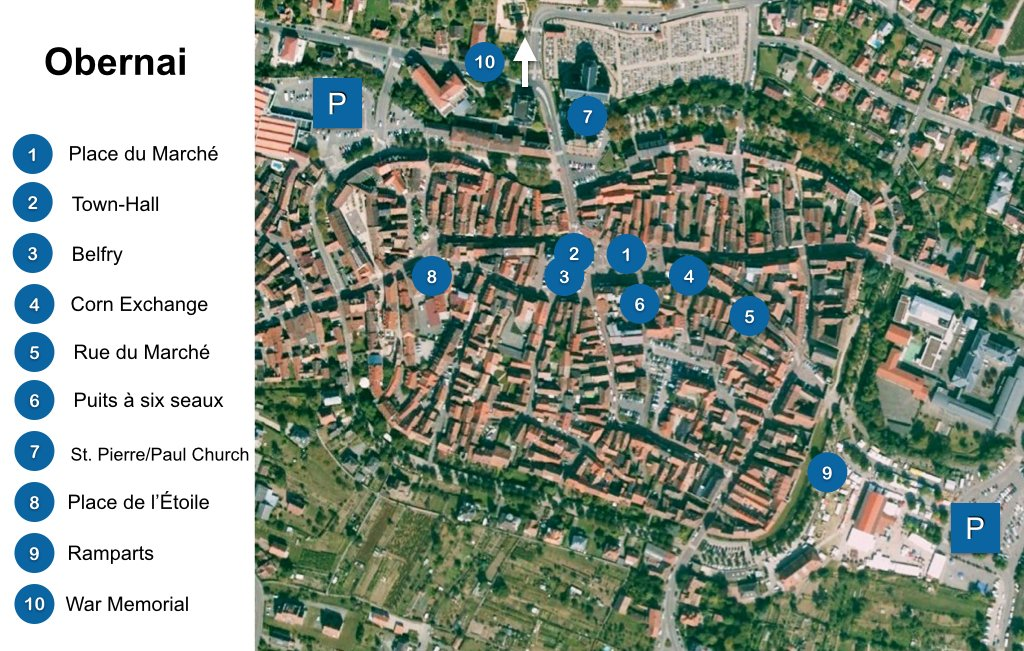 Obernai
1 Place du Marché
2 Town-Hall
3 Belfry
4 Corn Exchange
5 Rue du Marché
6 Puits à six seaux
7 St. Pierre/Paul Church
8 Place de l’Étoile
9 Ramparts
10 War Memorial
10
P
7
2
1
3
8
4
6
5
9
P